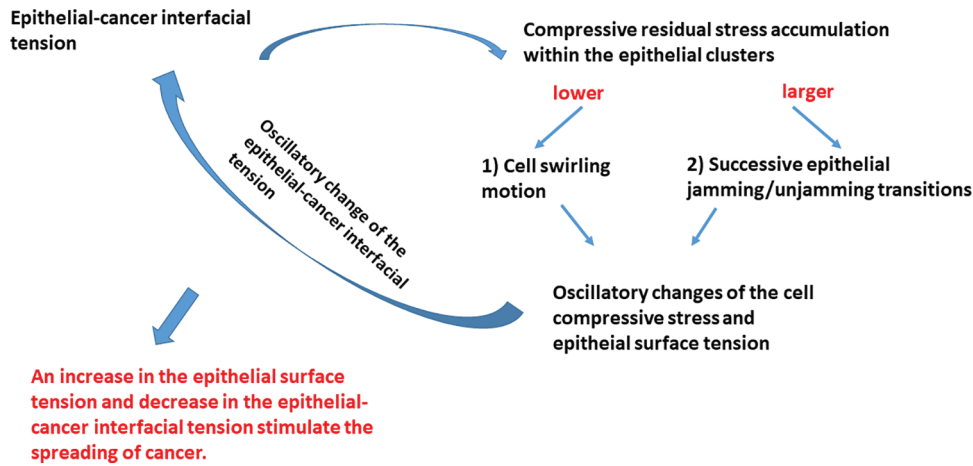 Epithelial-cancer interfacial
tension
Compressive residual stress accumulation
within the epithelial clusters
lower
larger
1) Cell swirling
motion
2) Successive epithelial
jamming/unjamming transitions
Oscillatory change of the
epithelial-cancer interfacial
tension
Oscillatory changes of the cell
compressive stress and
epitheial surface tension
An increase in the epithelial surface
tension and decrease in the epithelial-
cancer interfacial tension stimulate the
spreading of cancer.